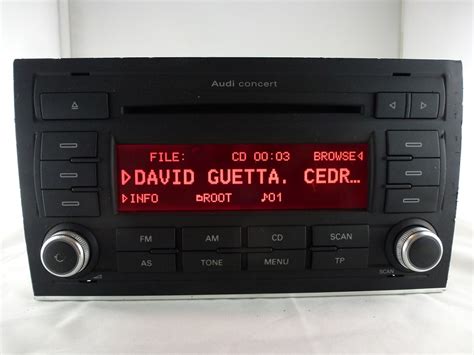 Audi concert
FILE: CD 00:03 BROWSE
DAVID GUETTA. CEDR...
INFO ROOT 01
FM AM CD SCAN
AS TONE MENU TP
SCAN